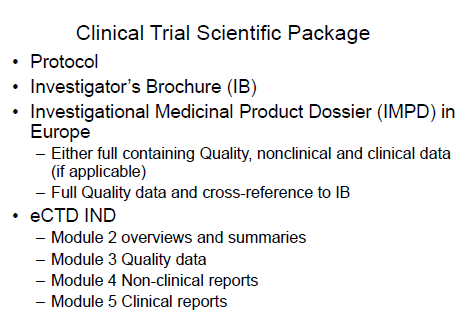 Clinical Trial Scientific Package
• Protocol
• Investigator's Brochure (IB)
• Investigational Medicinal Product Dossier (IMPD) in
Europe
– Either full containing Quality, nonclinical and clinical data
(if applicable)
– Full Quality data and cross-reference to IB
• eCTD IND
– Module 2 overviews and summaries
– Module 3 Quality data
– Module 4 Non-clinical reports
– Module 5 Clinical reports